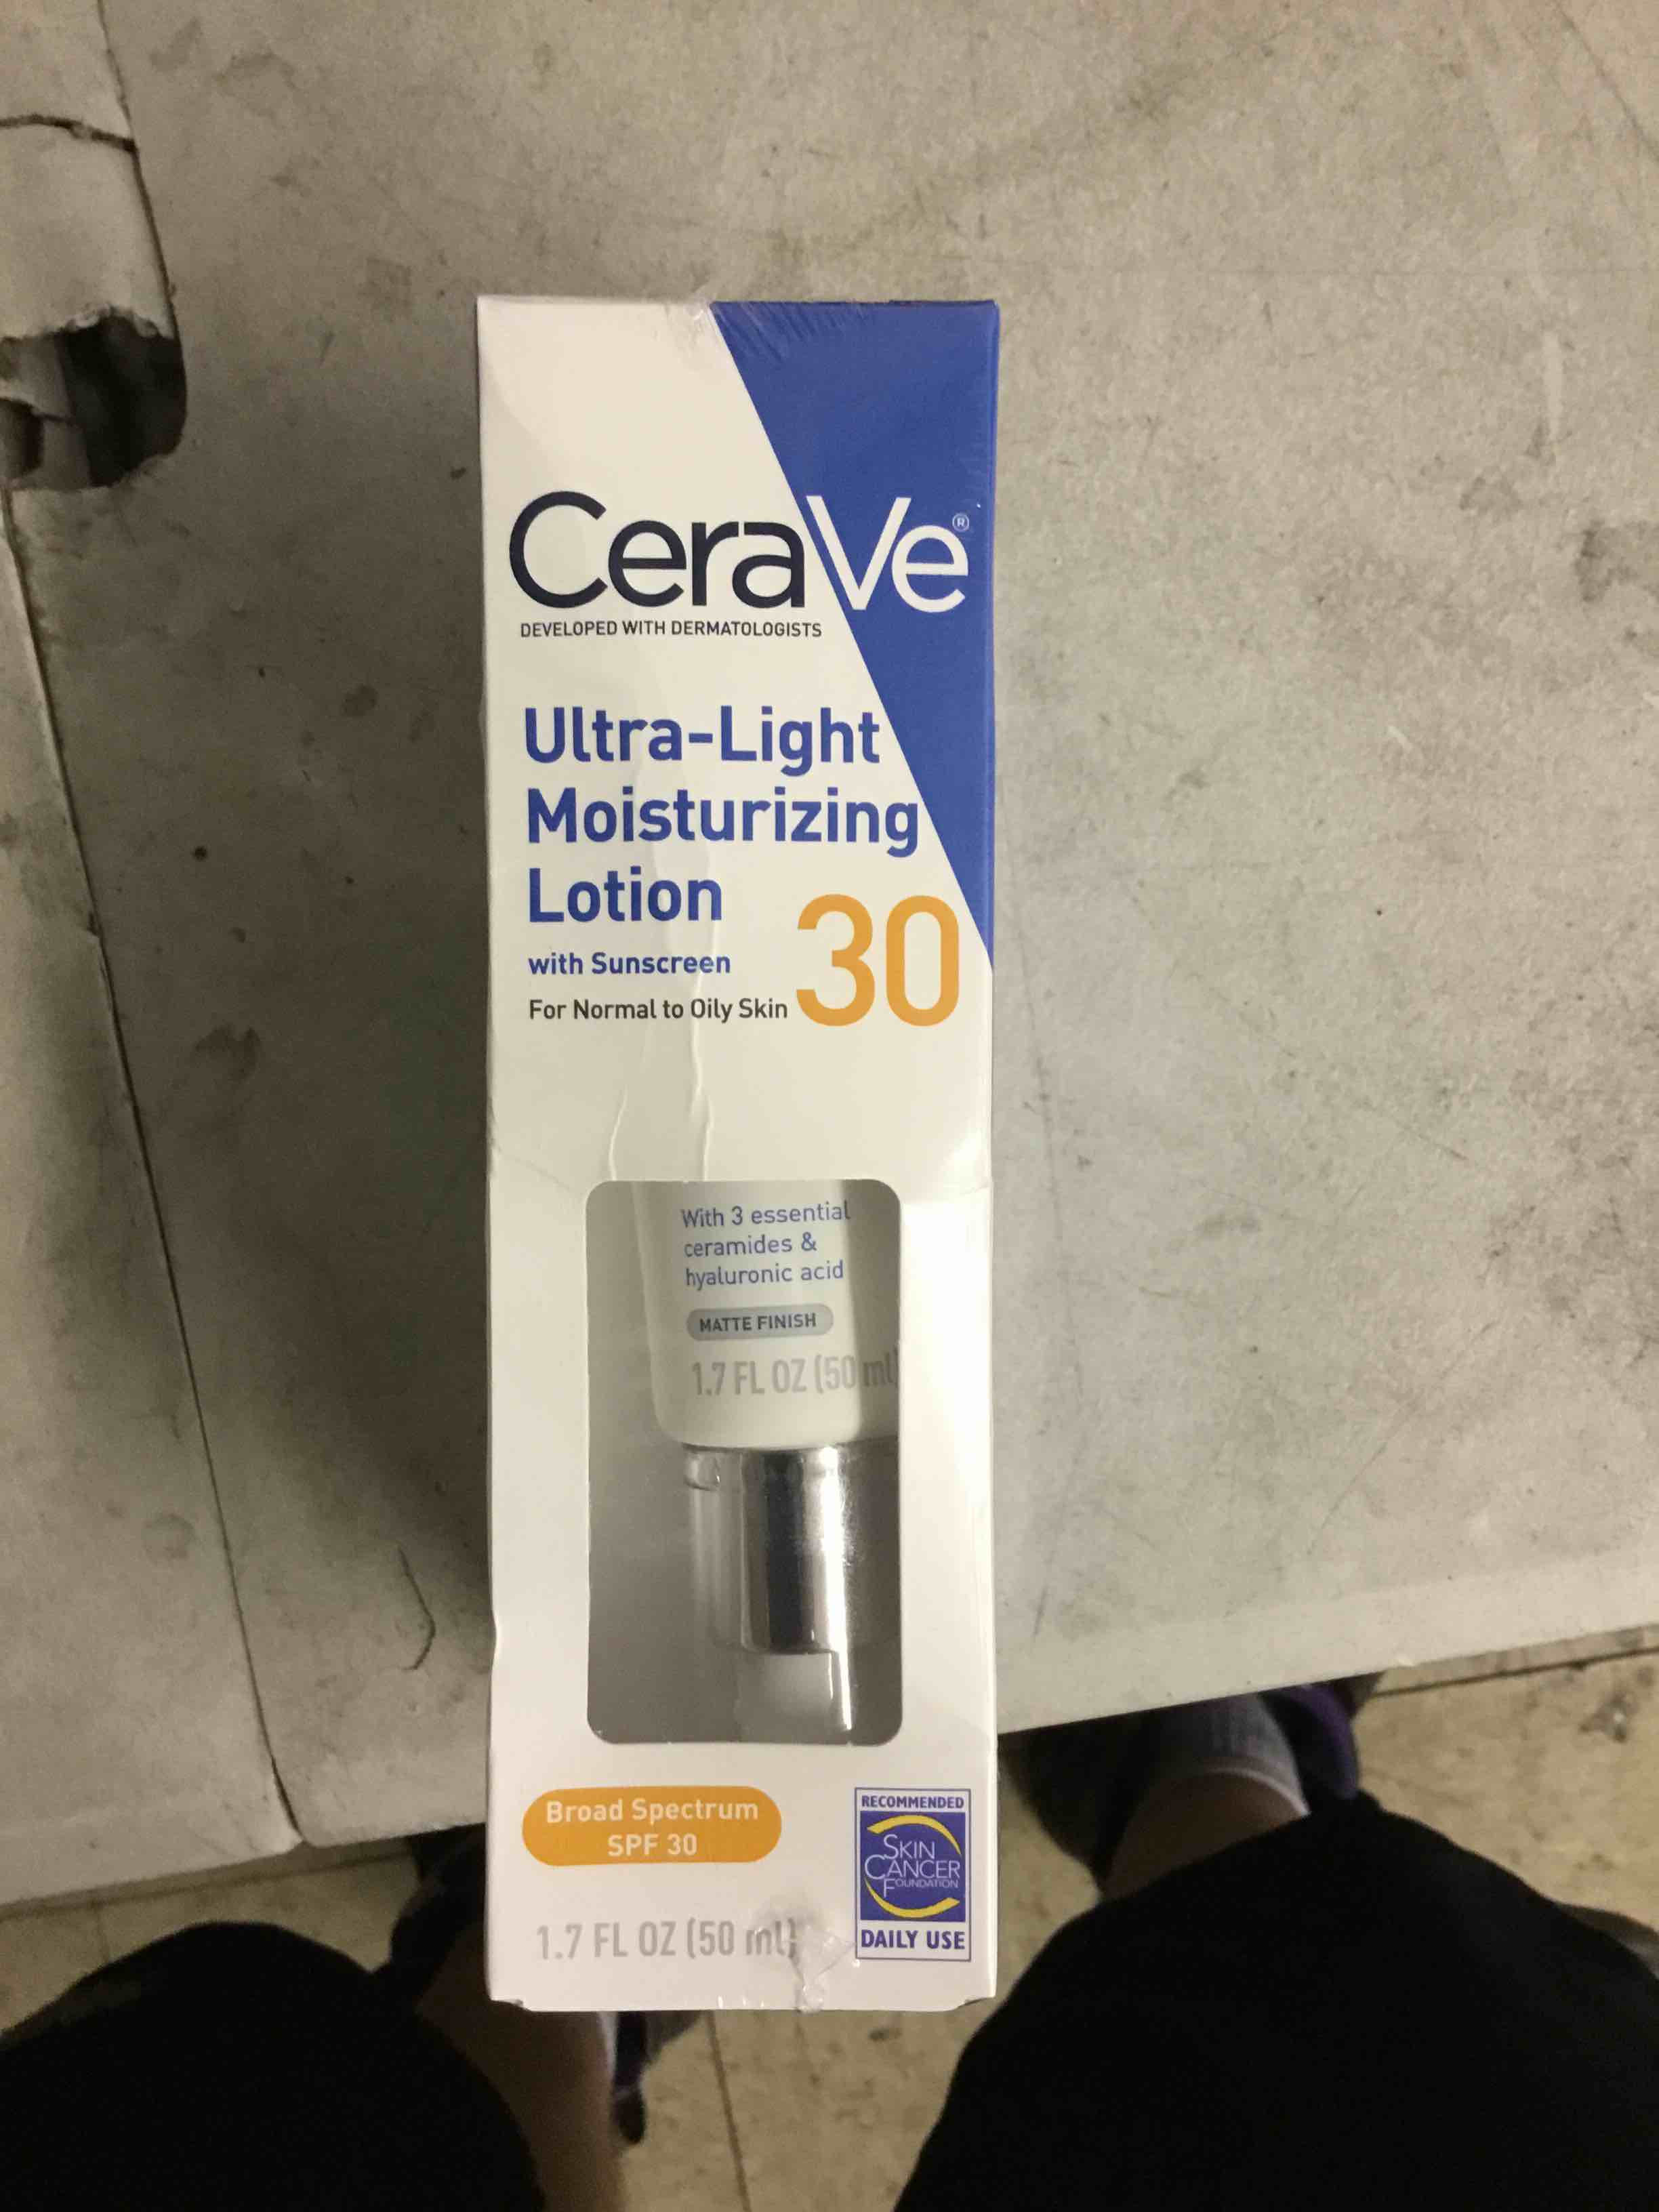 CeraVe®
DEVELOPED WITH DERMATOLOGISTS
Ultra-Light
Moisturizing
Lotion
with Sunscreen
For Normal to Oily Skin
30
With 3 essential
ceramides &
hyaluronic acid
MATTE FINISH
1.7 FL OZ (50 ml)
Broad Spectrum
SPF 30
1.7 FL OZ (50 ml)
RECOMMENDED
SKIN
CANCER
FOUNDATION
DAILY USE